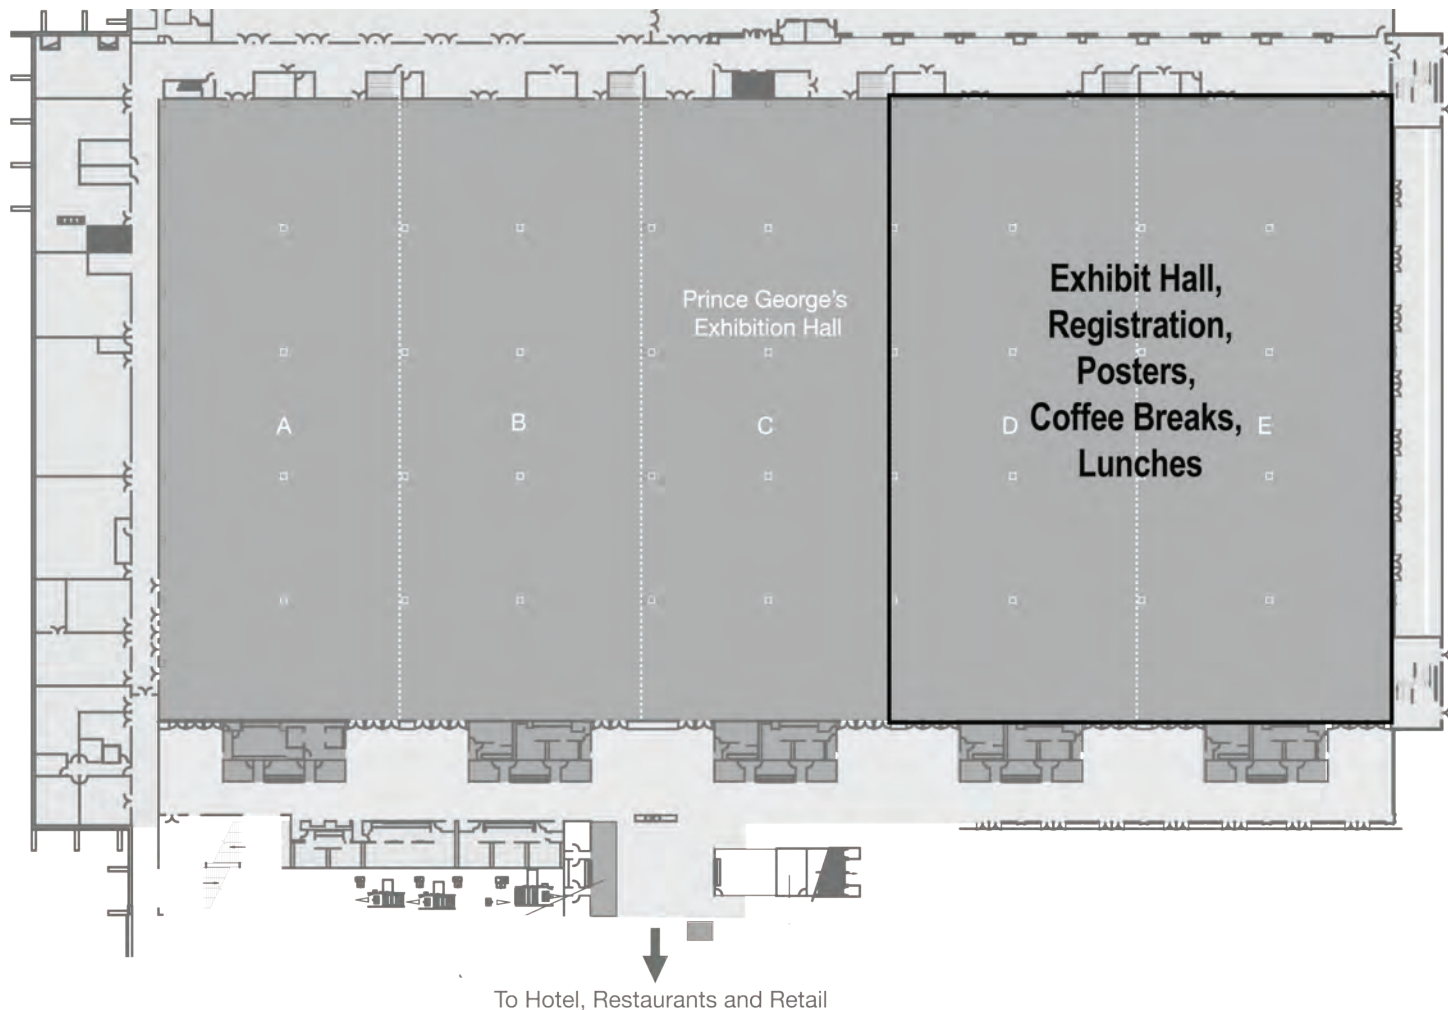 Prince George's
Exhibition Hall
Exhibit Hall,
Registration,
Posters,
Coffee Breaks,
Lunches
A
B
C
D
E
To Hotel, Restaurants and Retail